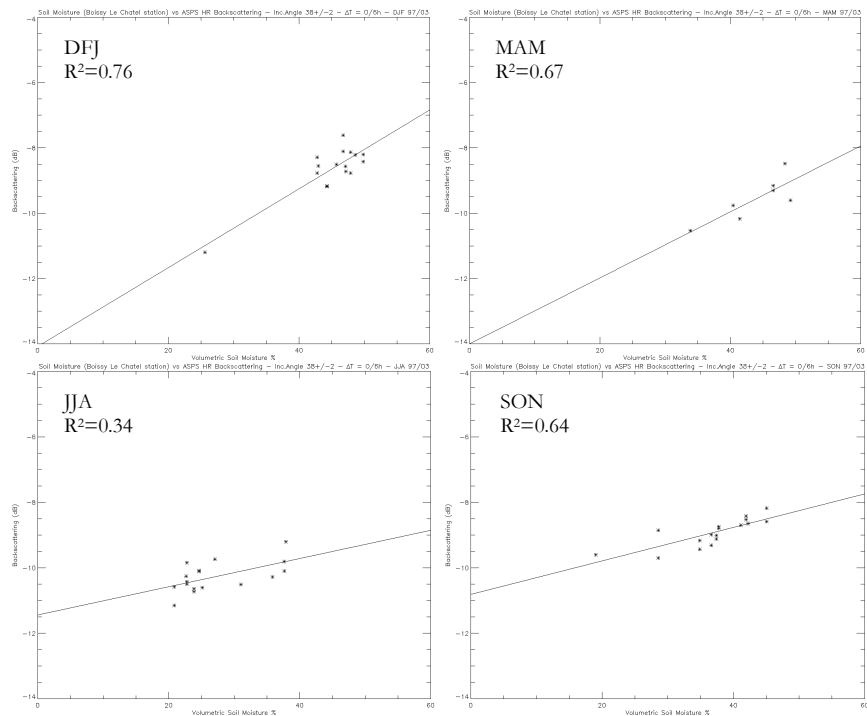 Soil Moisture (Boissy Le Chatel station) vs ASPS HR Backscattering – Inc.Angle 38+/–2 – ΔT = 0/6h – DJF 97/03
DFJ
R²=0.76
–4
–6
–8
–10
–12
–14
Backscattering (dB)
0 20 40 60
Volumetric Soil Moisture %
Soil Moisture (Boissy Le Chatel station) vs ASPS HR Backscattering – Inc.Angle 38+/–2 – ΔT = 0/6h – MAM 97/03
MAM
R²=0.67
–4
–6
–8
–10
–12
–14
Backscattering (dB)
0 20 40 60
Volumetric Soil Moisture %
Soil Moisture (Boissy Le Chatel station) vs ASPS HR Backscattering – Inc.Angle 38+/–2 – ΔT = 0/6h – JJA 97/03
JJA
R²=0.34
–4
–6
–8
–10
–12
–14
Backscattering (dB)
0 20 40 60
Volumetric Soil Moisture %
Soil Moisture (Boissy Le Chatel station) vs ASPS HR Backscattering – Inc.Angle 38+/–2 – ΔT = 0/6h – SON 97/03
SON
R²=0.64
–4
–6
–8
–10
–12
–14
Backscattering (dB)
0 20 40 60
Volumetric Soil Moisture %